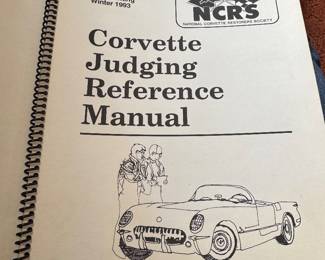 Winter 1993
NCRS
NATIONAL CORVETTE RESTORERS SOCIETY
Corvette
Judging
Reference
Manual